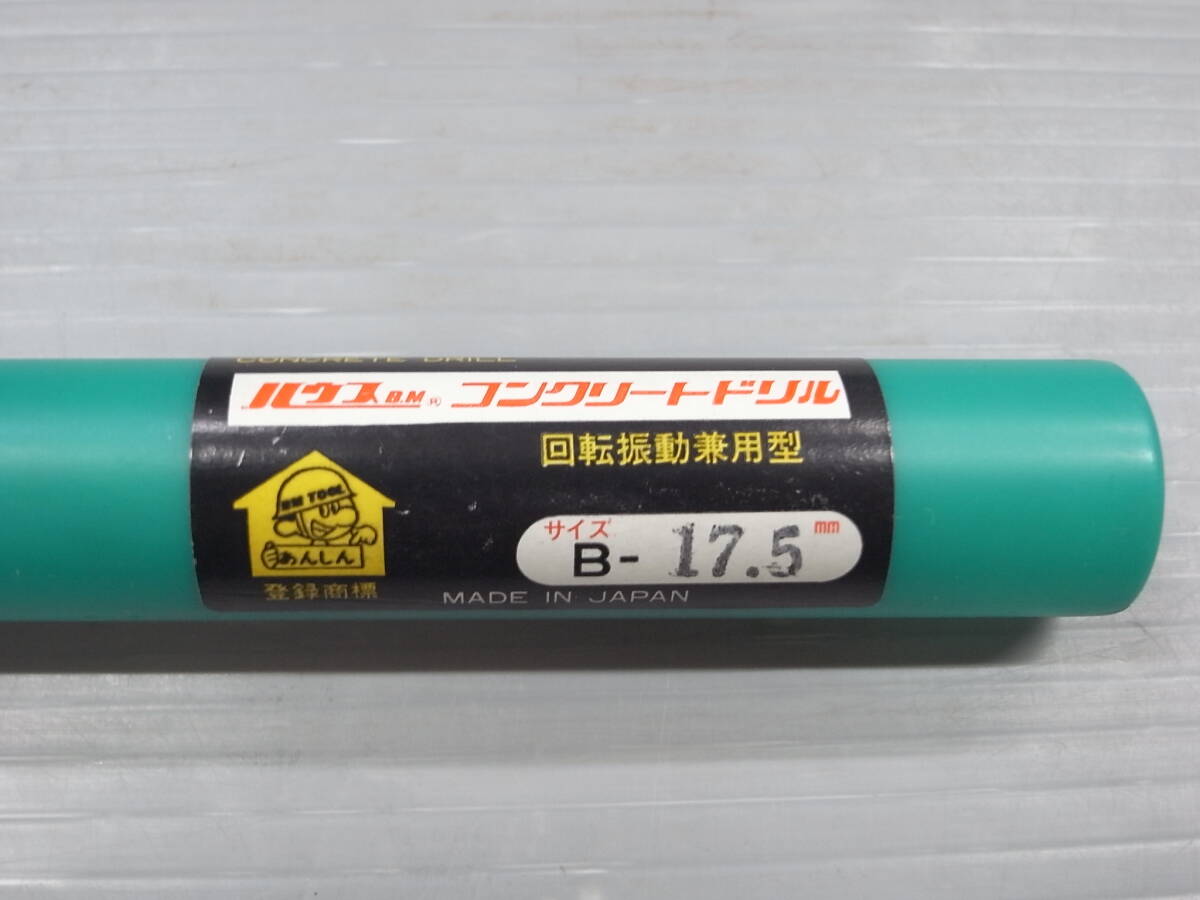 CONCRETE DRILL
ハウスB.M® コンクリートドリル
回転振動兼用型
BM TOOL
あんしん
登録商標
サイズ
B- 17.5 mm
MADE IN JAPAN